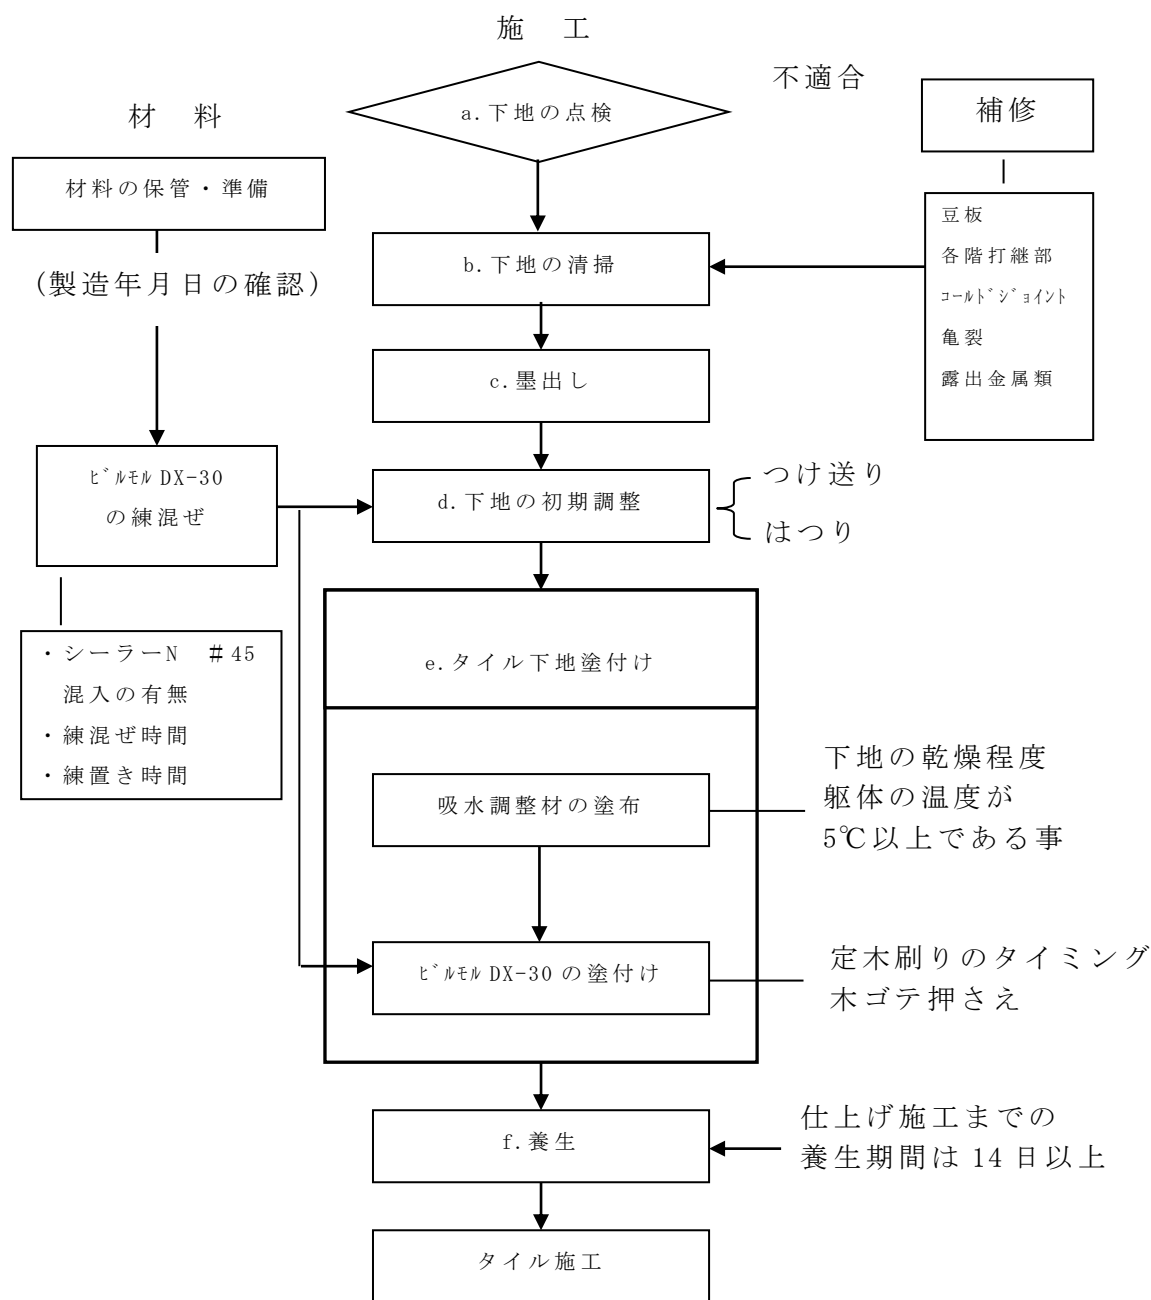 施　工
a.下地の点検
不適合
補修
材　料
材料の保管・準備
(製造年月日の確認)
豆板
各階打継部
ｺｰﾙﾄﾞｼﾞｮｲﾝﾄ
亀裂
露出金属類
b.下地の清掃
c.墨出し
ﾋﾞﾙﾓﾙ DX-30
の練混ぜ
d.下地の初期調整
つけ送り
はつり
・シーラーN　＃45
混入の有無
・練混ぜ時間
・練置き時間
e.タイル下地塗付け
吸水調整材の塗布
下地の乾燥程度
躯体の温度が
5℃以上である事
ﾋﾞﾙﾓﾙ DX-30 の塗付け
定木刷りのタイミング
木ゴテ押さえ
f.養生
仕上げ施工までの
養生期間は 14 日以上
タイル施工